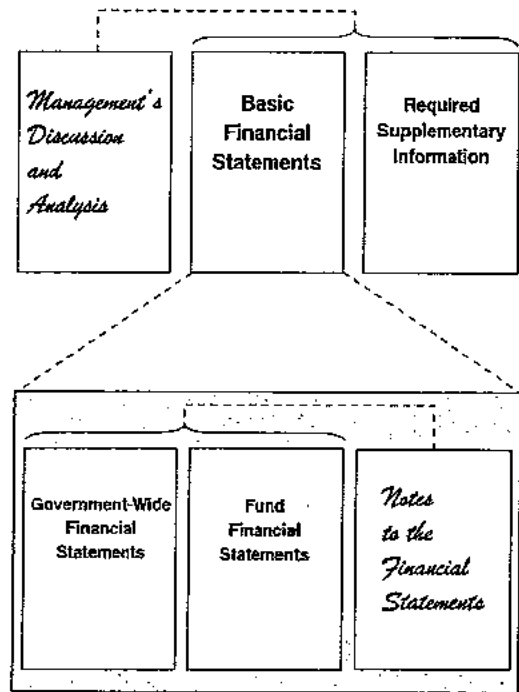 Management's
Discussion
and
Analysis
Basic
Financial
Statements
Required
Supplementary
Information
Government-Wide
Financial
Statements
Fund
Financial
Statements
Notes
to the
Financial
Statements